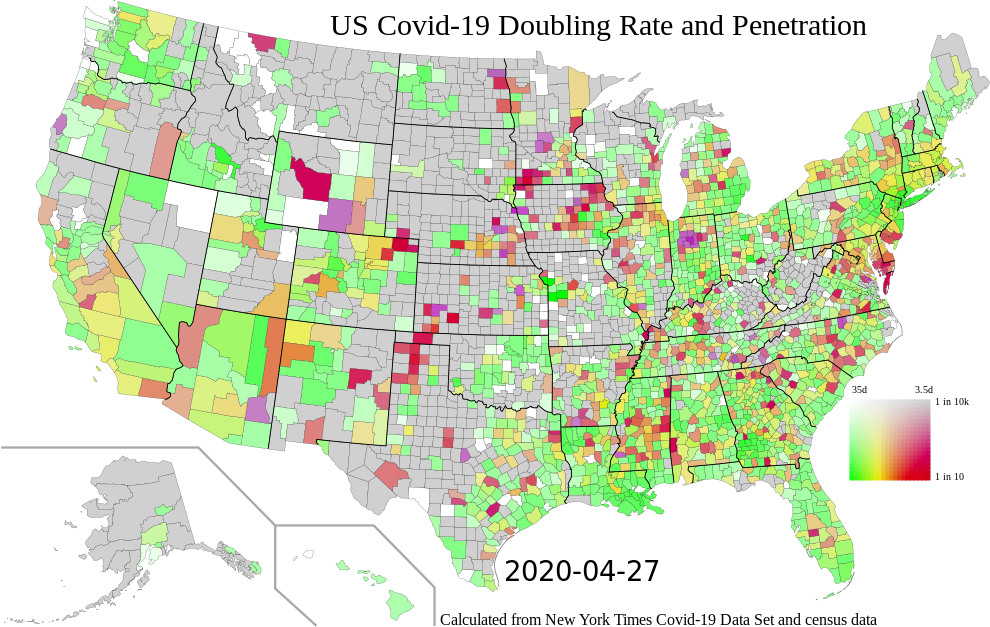 US Covid-19 Doubling Rate and Penetration
35d 3.5d
1 in 10k
1 in 10
2020-04-27
Calculated from New York Times Covid-19 Data Set and census data